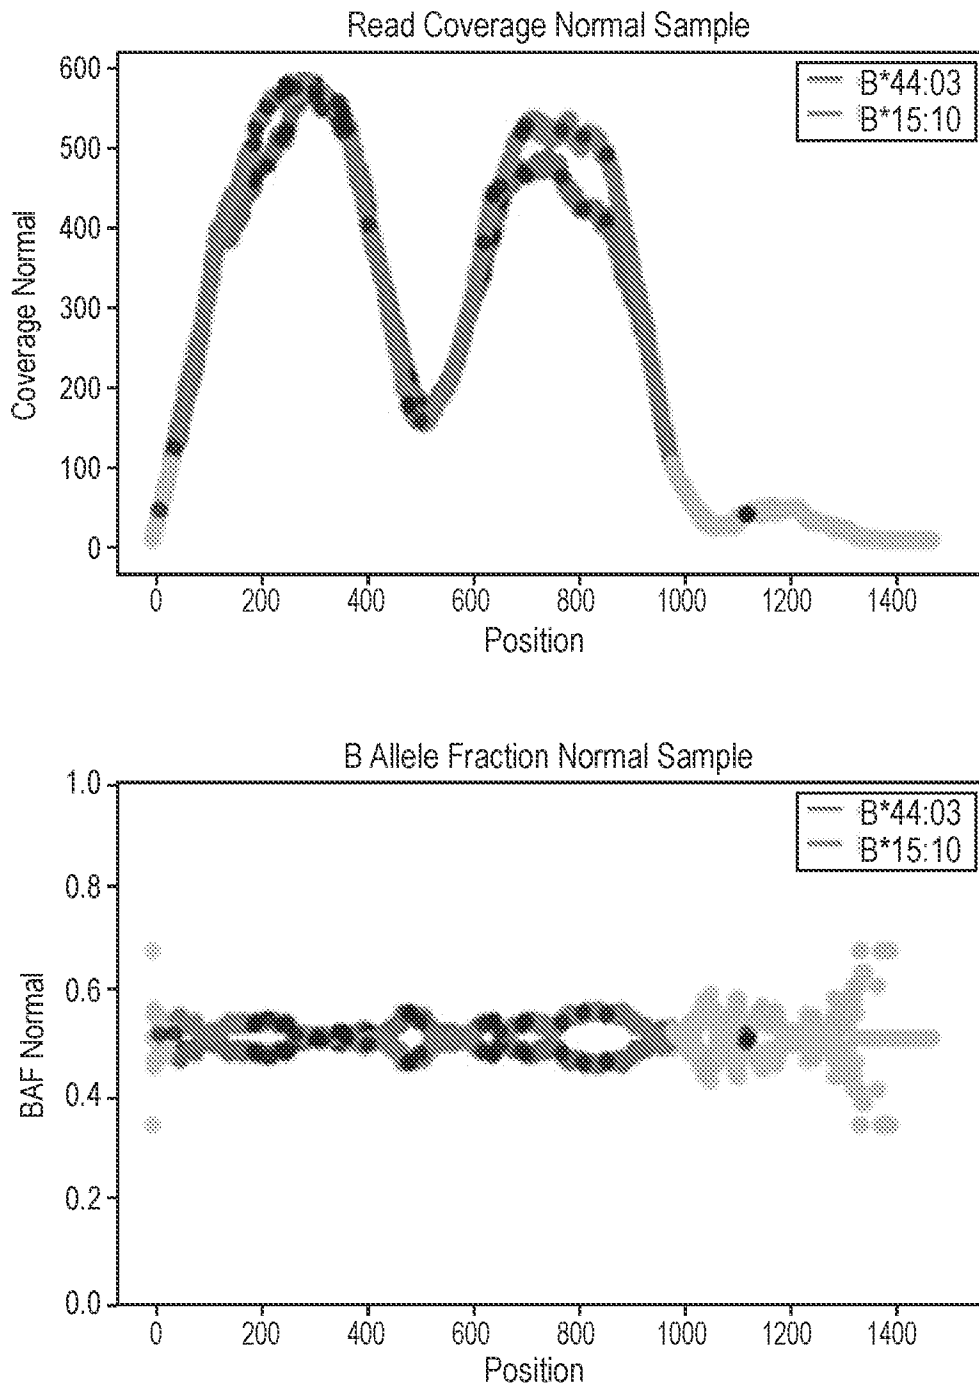 Read Coverage Normal Sample
B*44:03
B*15:10
600
500
400
300
200
100
0
Coverage Normal
0 200 400 600 800 1000 1200 1400
Position
B Allele Fraction Normal Sample
B*44:03
B*15:10
1.0
0.8
0.6
0.4
0.2
0.0
BAF Normal
0 200 400 600 800 1000 1200 1400
Position